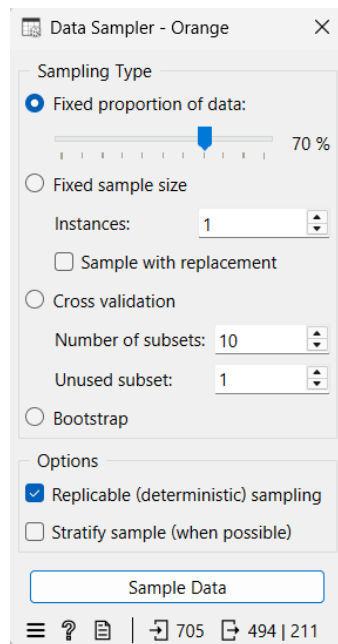 Data Sampler - Orange
Sampling Type
Fixed proportion of data:
70 %
Fixed sample size
Instances: 1
Sample with replacement
Cross validation
Number of subsets: 10
Unused subset: 1
Bootstrap
Options
Replicable (deterministic) sampling
Stratify sample (when possible)
Sample Data
? 705 494 | 211